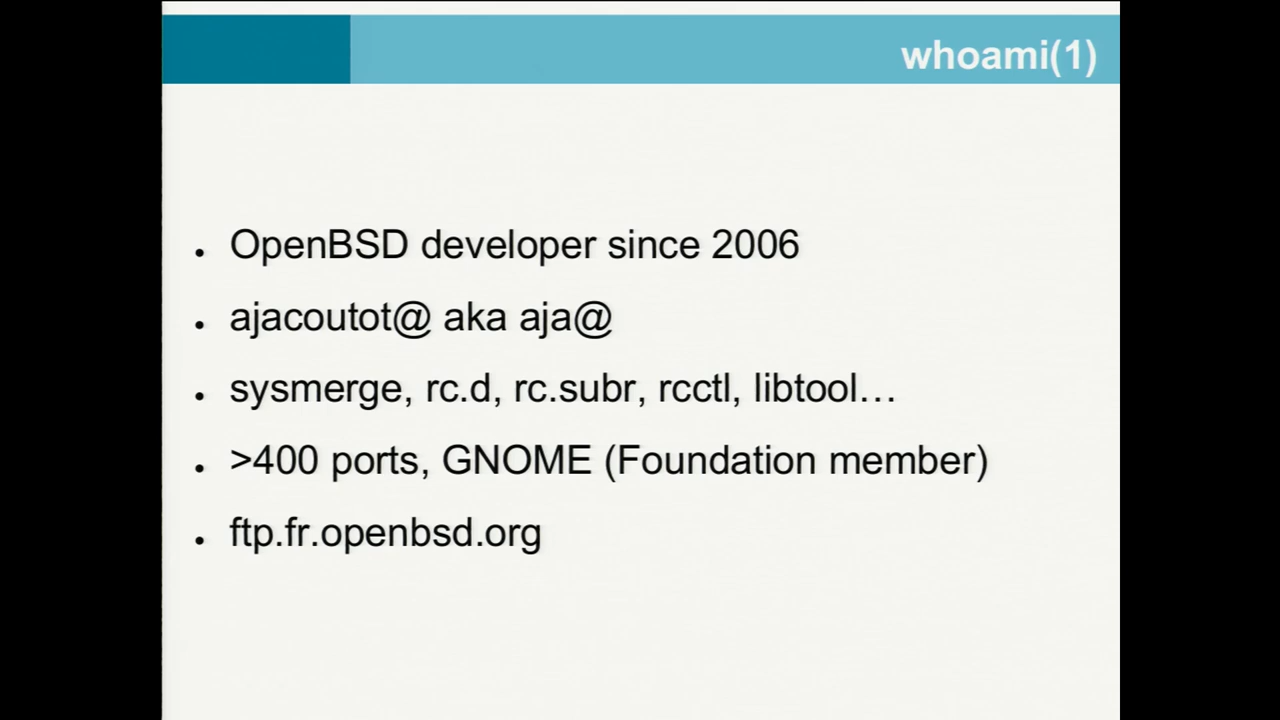 whoami(1)
OpenBSD developer since 2006
ajacoutot@ aka aja@
sysmerge, rc.d, rc.subr, rcctl, libtool…
>400 ports, GNOME (Foundation member)
ftp.fr.openbsd.org